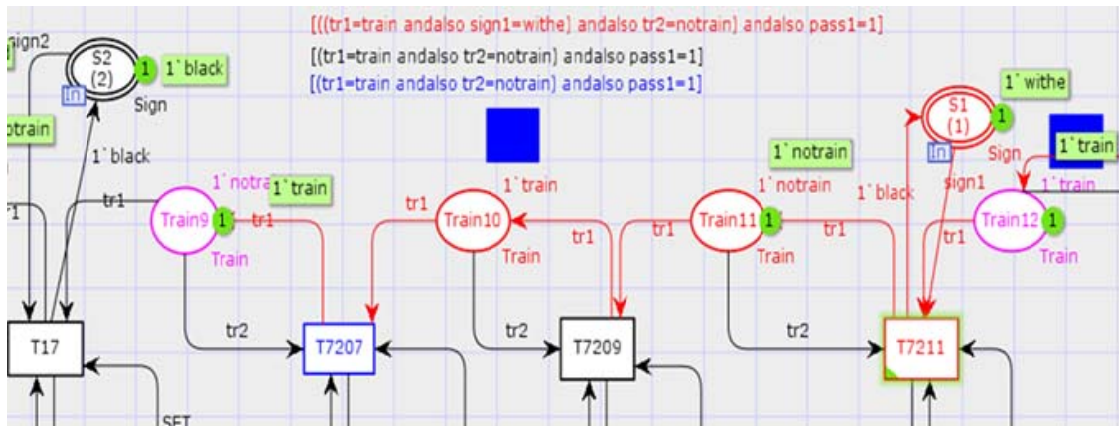 [((tr1=train andalso sign1=withe) andalso tr2=notrain) andalso pass1=1]
[(tr1=train andalso tr2=notrain) andalso pass1=1]
[(tr1=train andalso tr2=notrain) andalso pass1=1]
sign2
S2
(2)
1
1`black
In
Sign
1`withe
S1
(1)
1
In
Sign
notrain
1`black
1`notrain
1`train
1`notra
1`train
1`train
1`notrain
1`black
sign1
1`train
tr1
Train9
1
tr1
tr1
Train10
tr1
tr1
Train11
1
tr1
tr1
Train12
1
Train
Train
Train
Train
tr2
tr2
tr2
T17
T7207
T7209
T7211
SET